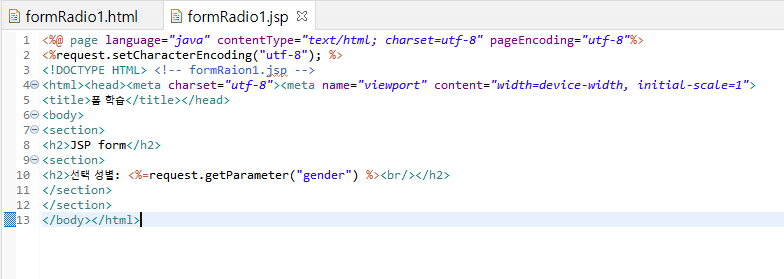 formRadio1.html formRadio1.jsp
1 <%@ page language="java" contentType="text/html; charset=utf-8" pageEncoding="utf-8"%>
2 <%request.setCharacterEncoding("utf-8"); %>
3 <!DOCTYPE HTML> <!-- formRaion1.jsp -->
4 <html><head><meta charset="utf-8"><meta name="viewport" content="width=device-width, initial-scale=1">
5 <title>폼 학습</title></head>
6 <body>
7 <section>
8 <h2>JSP form</h2>
9 <section>
10 <h2>선택 성별: <%=request.getParameter("gender") %><br/></h2>
11 </section>
12 </section>
13 </body></html>